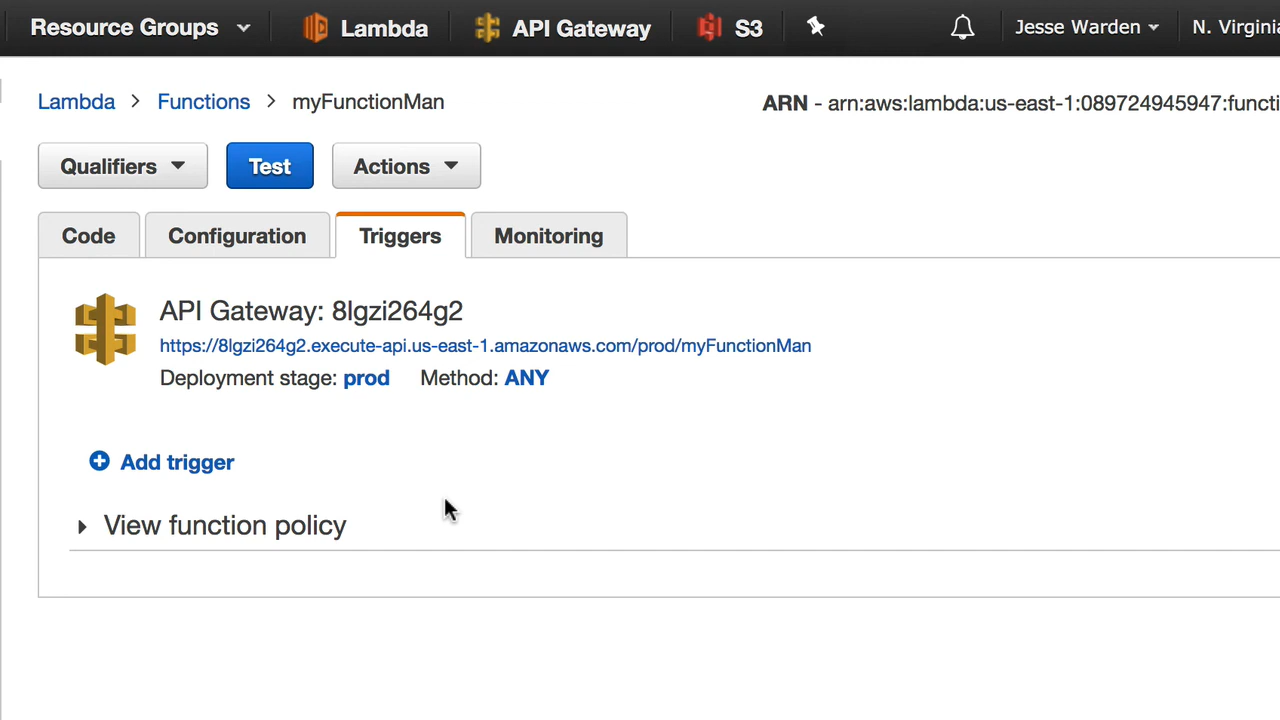 Resource Groups Lambda API Gateway S3 Jesse Warden N. Virginia
Lambda > Functions > myFunctionMan ARN - arn:aws:lambda:us-east-1:089724945947:functi
Qualifiers Test Actions
Code Configuration Triggers Monitoring
API Gateway: 8lgzi264g2
https://8lgzi264g2.execute-api.us-east-1.amazonaws.com/prod/myFunctionMan
Deployment stage: prod Method: ANY
Add trigger
View function policy